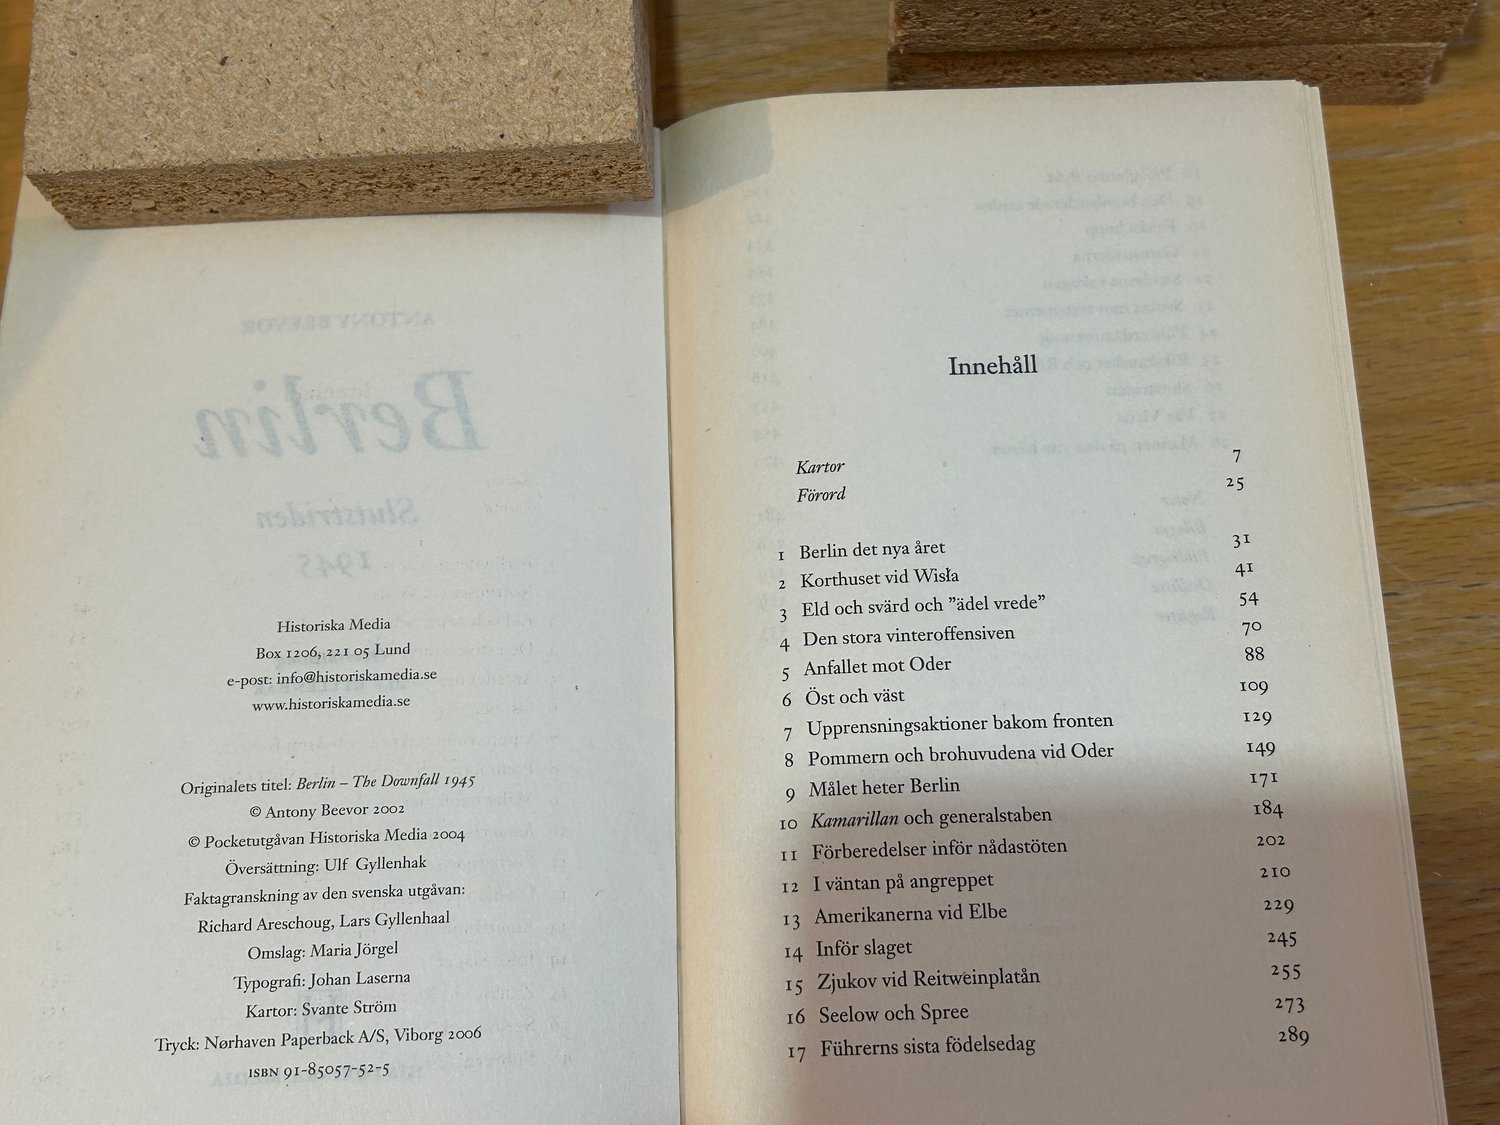 Historiska Media
Box 1206, 221 05 Lund
e-post: info@historiskamedia.se
www.historiskamedia.se
Originalets titel: Berlin – The Downfall 1945
© Antony Beevor 2002
© Pocketutgåvan Historiska Media 2004
Översättning: Ulf Gyllenhak
Faktagranskning av den svenska utgåvan:
Richard Areschoug, Lars Gyllenhaal
Omslag: Maria Jörgel
Typografi: Johan Laserna
Kartor: Svante Ström
Tryck: Nørhaven Paperback A/S, Viborg 2006
ISBN 91-85057-52-5
Innehåll
Kartor 7
Förord 25
1 Berlin det nya året 31
2 Korthuset vid Wisła 41
3 Eld och svärd och ”ädel vrede” 54
4 Den stora vinteroffensiven 70
5 Anfallet mot Oder 88
6 Öst och väst 109
7 Upprensningsaktioner bakom fronten 129
8 Pommern och brohuvudena vid Oder 149
9 Målet heter Berlin 171
10 Kamarillan och generalstaben 184
11 Förberedelser inför nådastöten 202
12 I väntan på angreppet 210
13 Amerikanerna vid Elbe 229
14 Inför slaget 245
15 Zjukov vid Reitweinplatån 255
16 Seelow och Spree 273
17 Führerns sista födelsedag 289